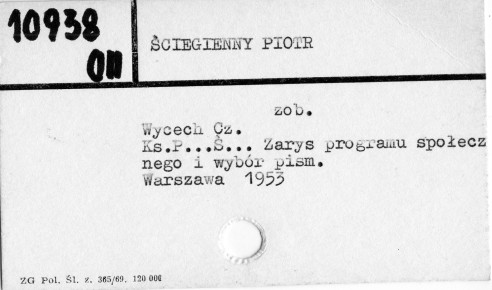 10938
OII
ŚCIEGIENNY PIOTR
zob.
Wycech Cz.
Ks.P...Ś... Zarys programu społecz
nego i wybór pism.
Warszawa 1953
ZG Pol. Śl. z. 365/69. 120 000